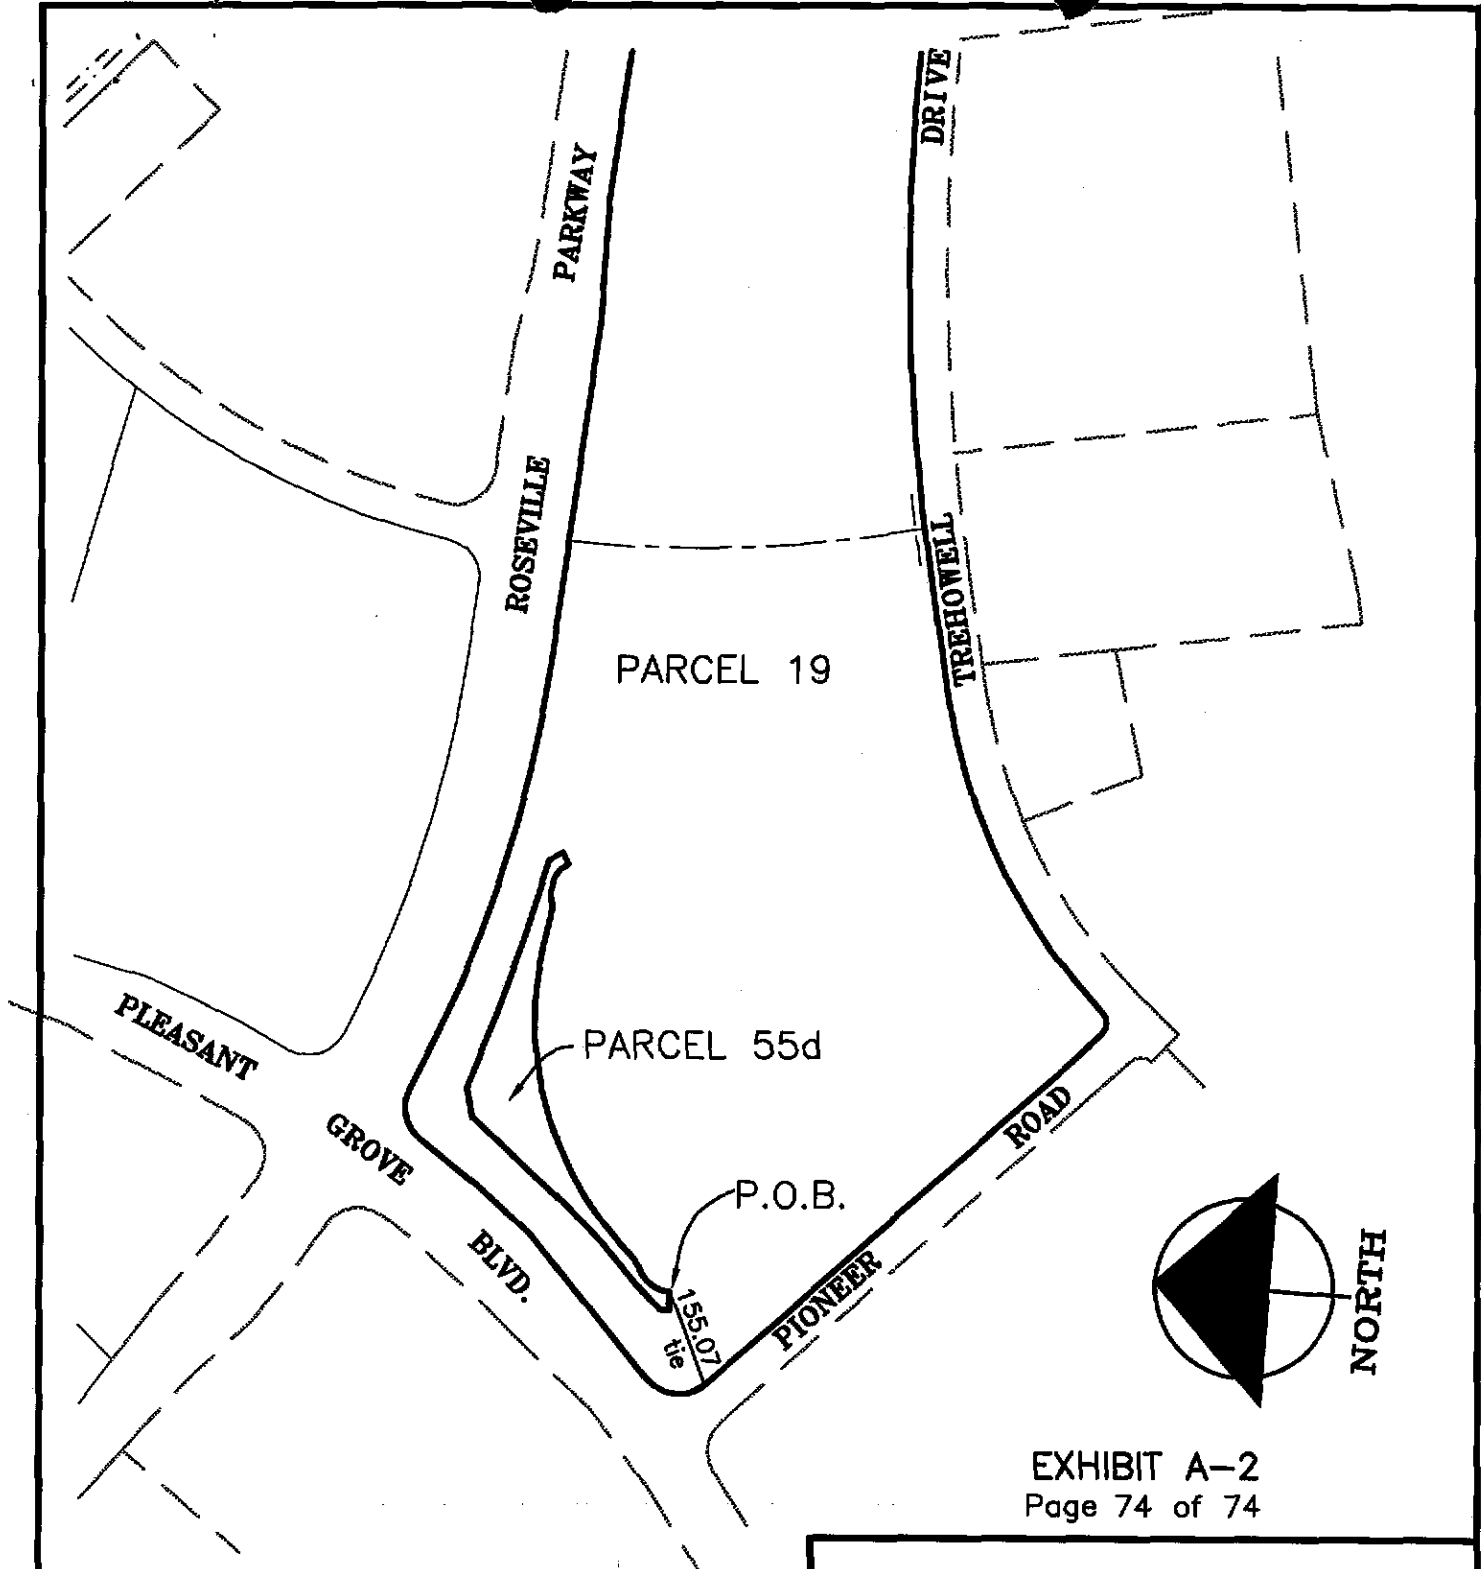 DRIVE
PARKWAY
ROSEVILLE
TREHOWELL
PARCEL 19
PLEASANT
GROVE
BLVD.
PARCEL 55d
P.O.B.
155.07
tie
PIONEER
ROAD
NORTH
EXHIBIT A-2
Page 74 of 74